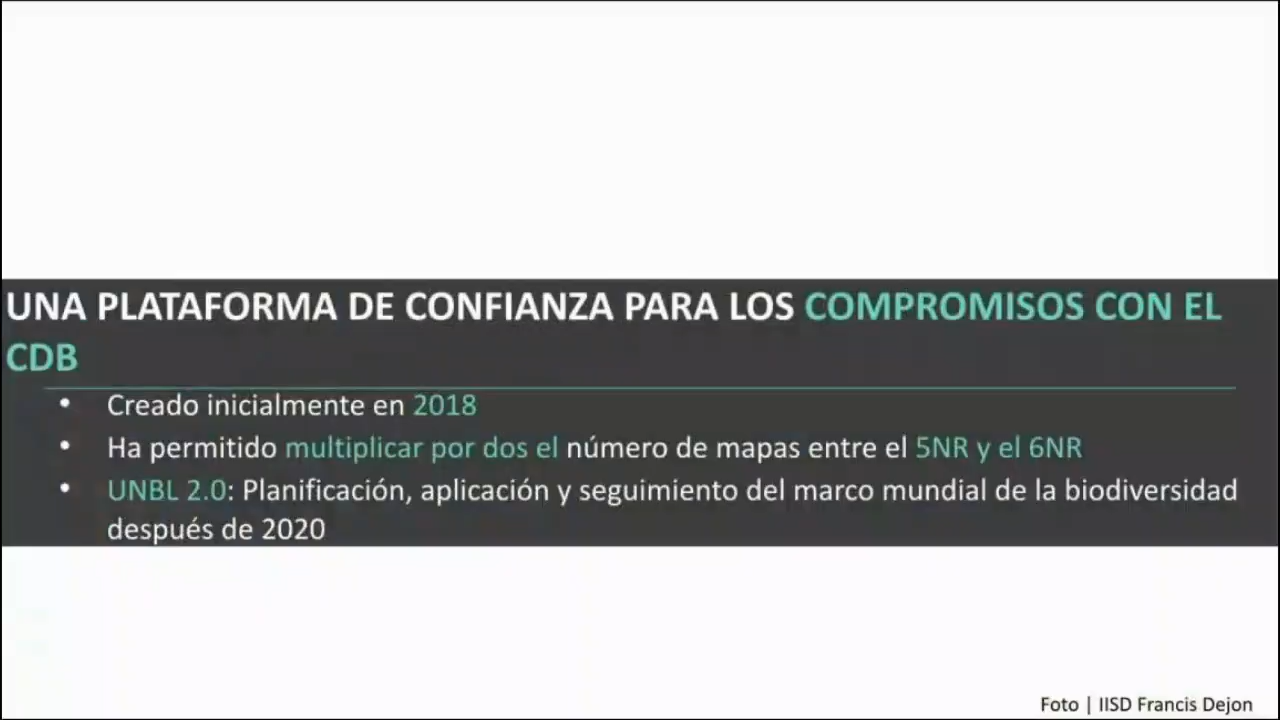 UNA PLATAFORMA DE CONFIANZA PARA LOS COMPROMISOS CON EL
CDB
• Creado inicialmente en 2018
• Ha permitido multiplicar por dos el número de mapas entre el 5NR y el 6NR
• UNBL 2.0: Planificación, aplicación y seguimiento del marco mundial de la biodiversidad
después de 2020
Foto | IISD Francis Dejon